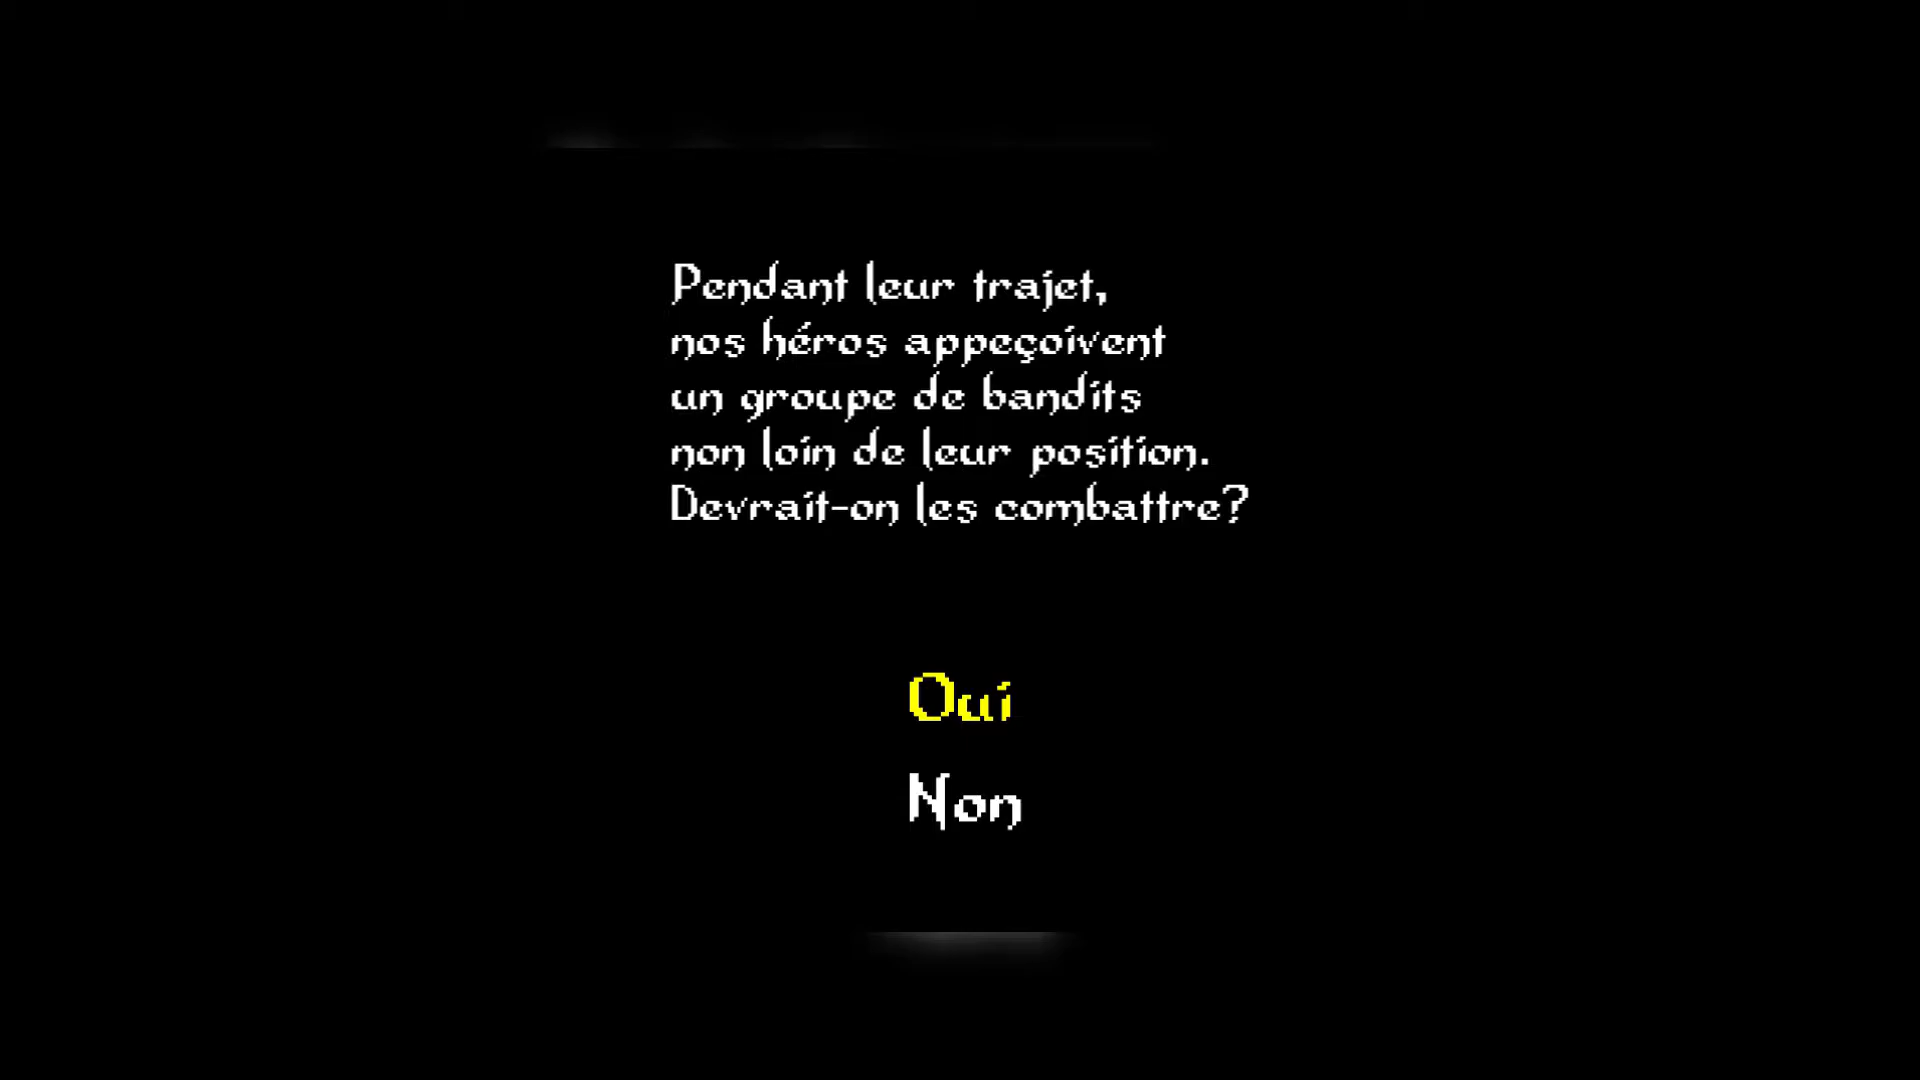 Pendant leur trajet,
nos héros appeçoivent
un groupe de bandits
non loin de leur position.
Devrait-on les combattre?
Oui
Non